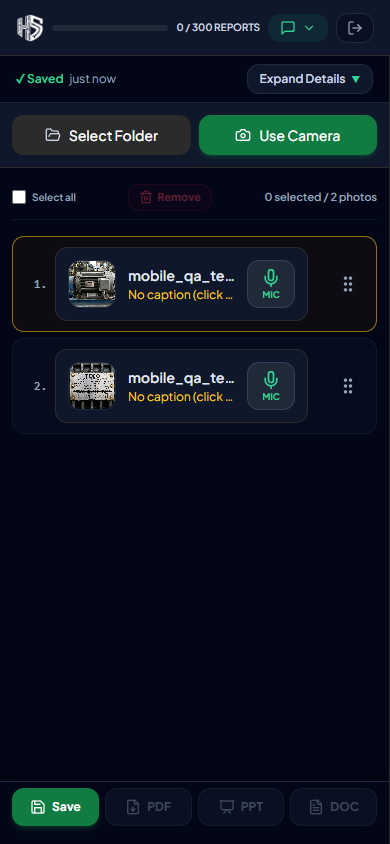 HS
0 / 300 REPORTS
✓ Saved just now
Expand Details ▼
Select Folder
Use Camera
Select all
Remove
0 selected / 2 photos
1.
mobile_qa_te...
No caption (click ...
MIC
2.
mobile_qa_te...
No caption (click ...
MIC
Save
PDF
PPT
DOC